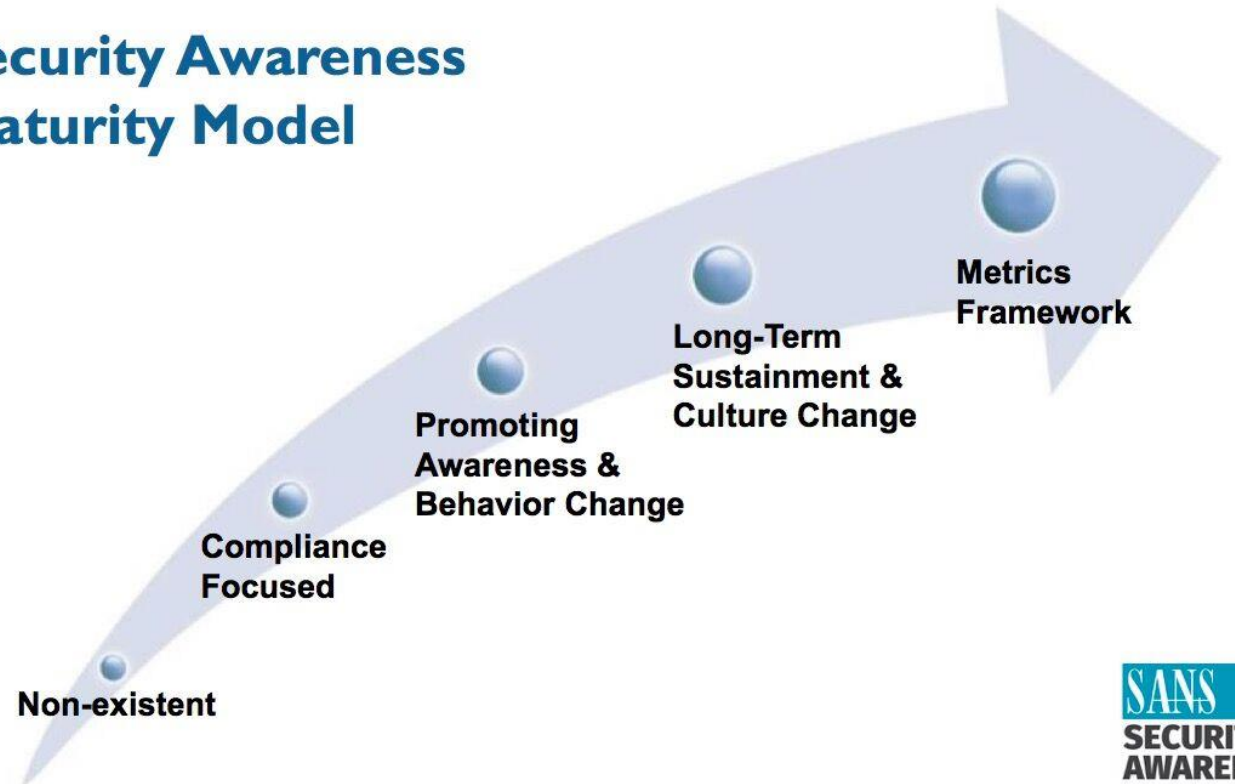 ecurity Awareness
aturity Model
Metrics
Framework
Long-Term
Sustainment &
Culture Change
Promoting
Awareness &
Behavior Change
Compliance
Focused
Non-existent
SANS
SECURI
AWARE